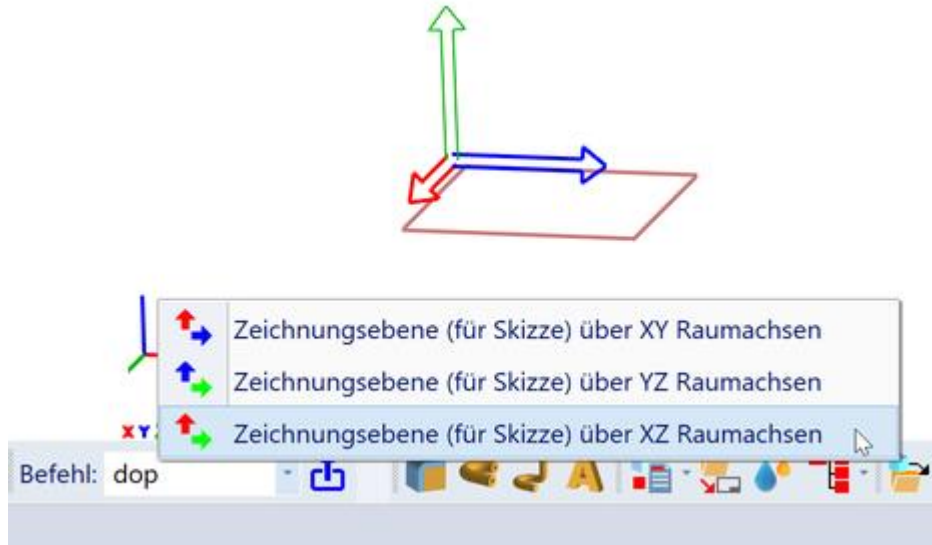 Zeichnungsebene (für Skizze) über XY Raumachsen
Zeichnungsebene (für Skizze) über YZ Raumachsen
Zeichnungsebene (für Skizze) über XZ Raumachsen
X Y
Befehl: dop